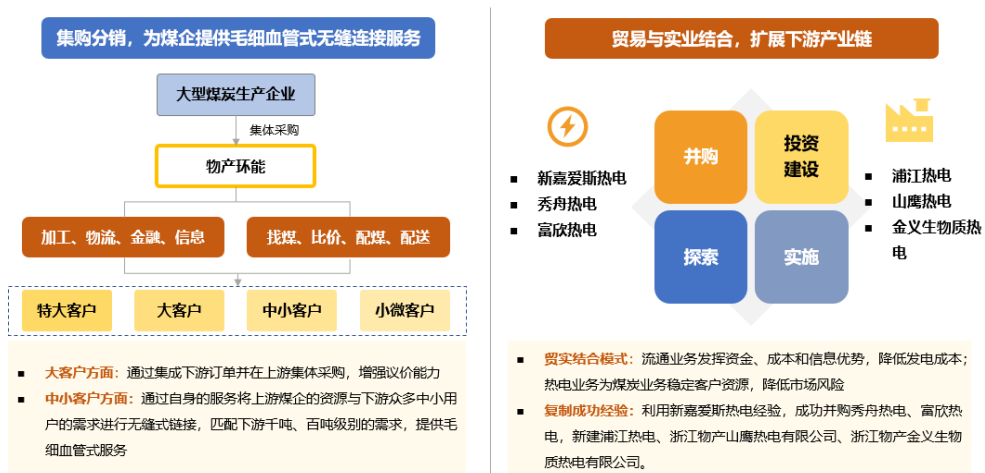 集购分销，为煤企提供毛细血管式无缝连接服务
大型煤炭生产企业
集体采购
物产环能
加工、物流、金融、信息
找煤、比价、配煤、配送
特大客户
大客户
中小客户
小微客户
■ 大客户方面：通过集成下游订单并在上游集体采购，增强议价能力
■ 中小客户方面：通过自身的服务将上游煤企的资源与下游众多中小用
户的需求进行无缝式链接，匹配下游千吨、百吨级别的需求，提供毛
细血管式服务
贸易与实业结合，扩展下游产业链
■ 新嘉爱斯热电
■ 秀舟热电
■ 富欣热电
并购
投资
建设
探索
实施
■ 浦江热电
■ 山鹰热电
■ 金义生物质热
电
■ 贸实结合模式：流通业务发挥资金、成本和信息优势，降低发电成本；
热电业务为煤炭业务稳定客户资源，降低市场风险
■ 复制成功经验：利用新嘉爱斯热电经验，成功并购秀舟热电、富欣热
电，新建浦江热电、浙江物产山鹰热电有限公司、浙江物产金义生物
质热电有限公司。